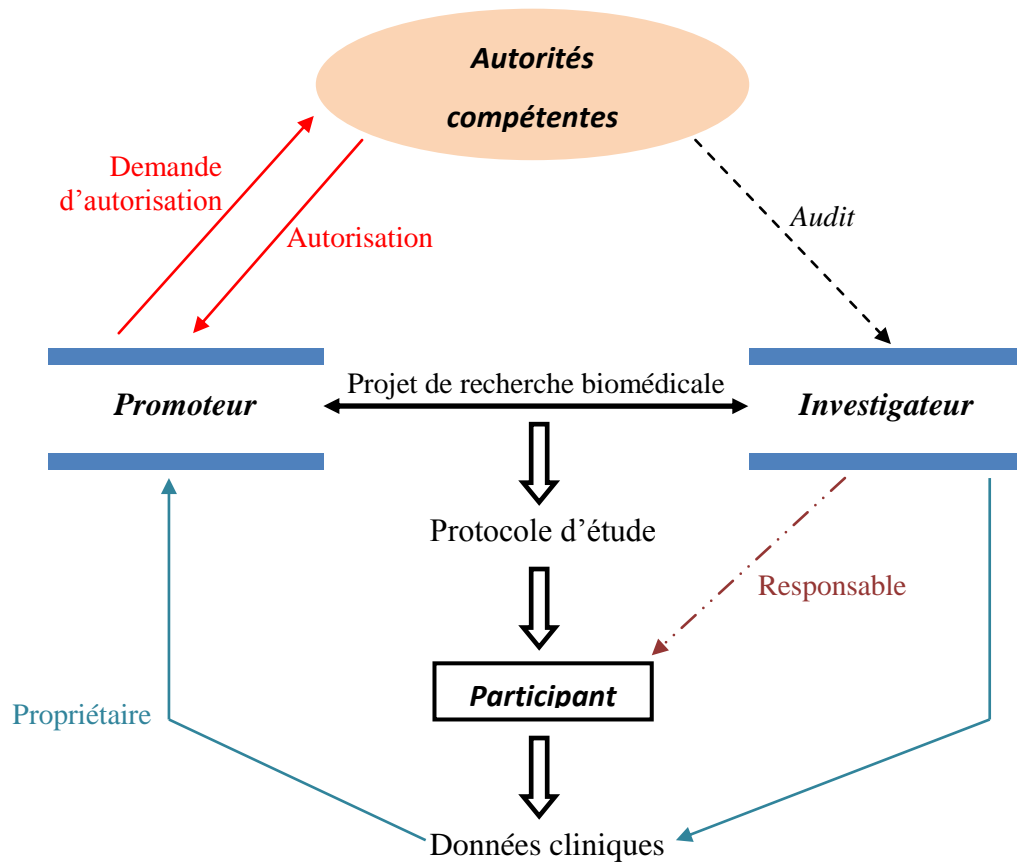 Autorités
compétentes
Demande
d’autorisation
Autorisation
Audit
Projet de recherche biomédicale
Promoteur
Investigateur
Protocole d’étude
Responsable
Participant
Propriétaire
Données cliniques